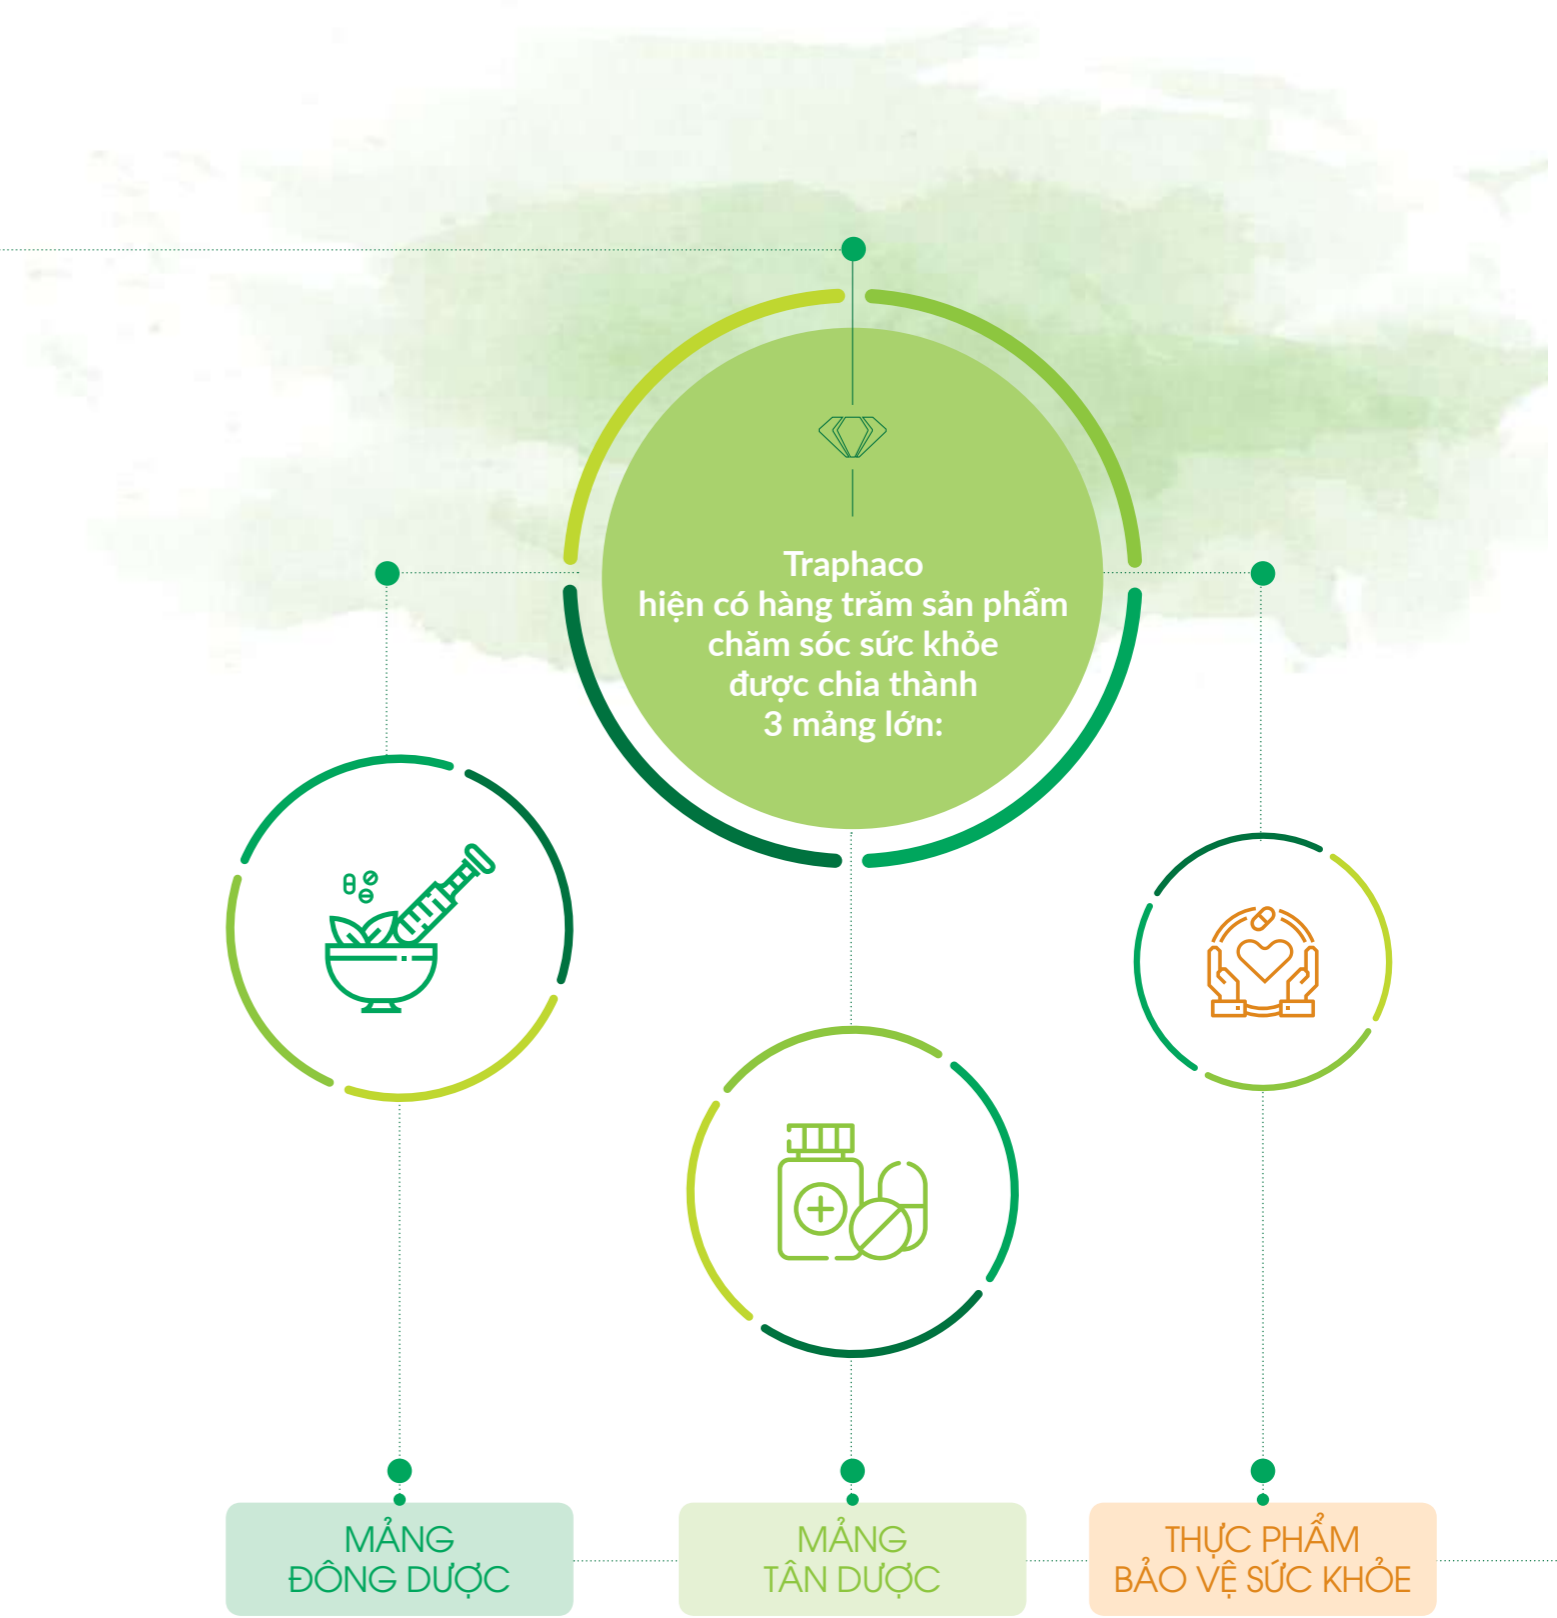 Traphaco
hiện có hàng trăm sản phẩm
chăm sóc sức khỏe
được chia thành
3 mảng lớn:
MẢNG
ĐÔNG DƯỢC
MẢNG
TÂN DƯỢC
THỰC PHẨM
BẢO VỆ SỨC KHỎE